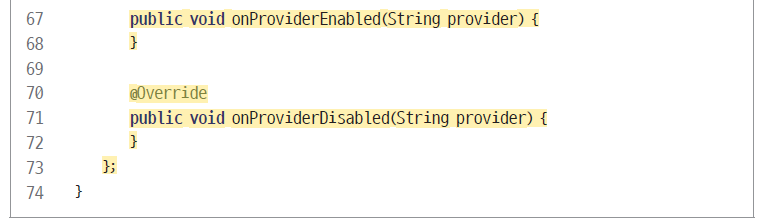 67 public void onProviderEnabled(String provider) {
68 }
69
70 @Override
71 public void onProviderDisabled(String provider) {
72 }
73 };
74 }